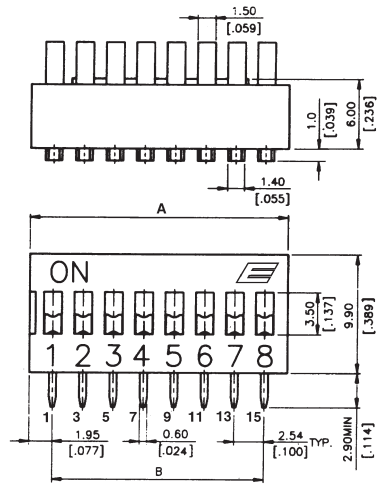 1.50
[.059]
1.0
[.039]
6.00
[.236]
1.40
[.055]
A
ON
3.50
[.137]
9.90
[.389]
1 2 3 4 5 6 7 8
1 3 5 7 9 11 13 15
1.95
[.077]
0.60
[.024]
2.54
[.100] TYP.
2.90MIN
[.114]
B